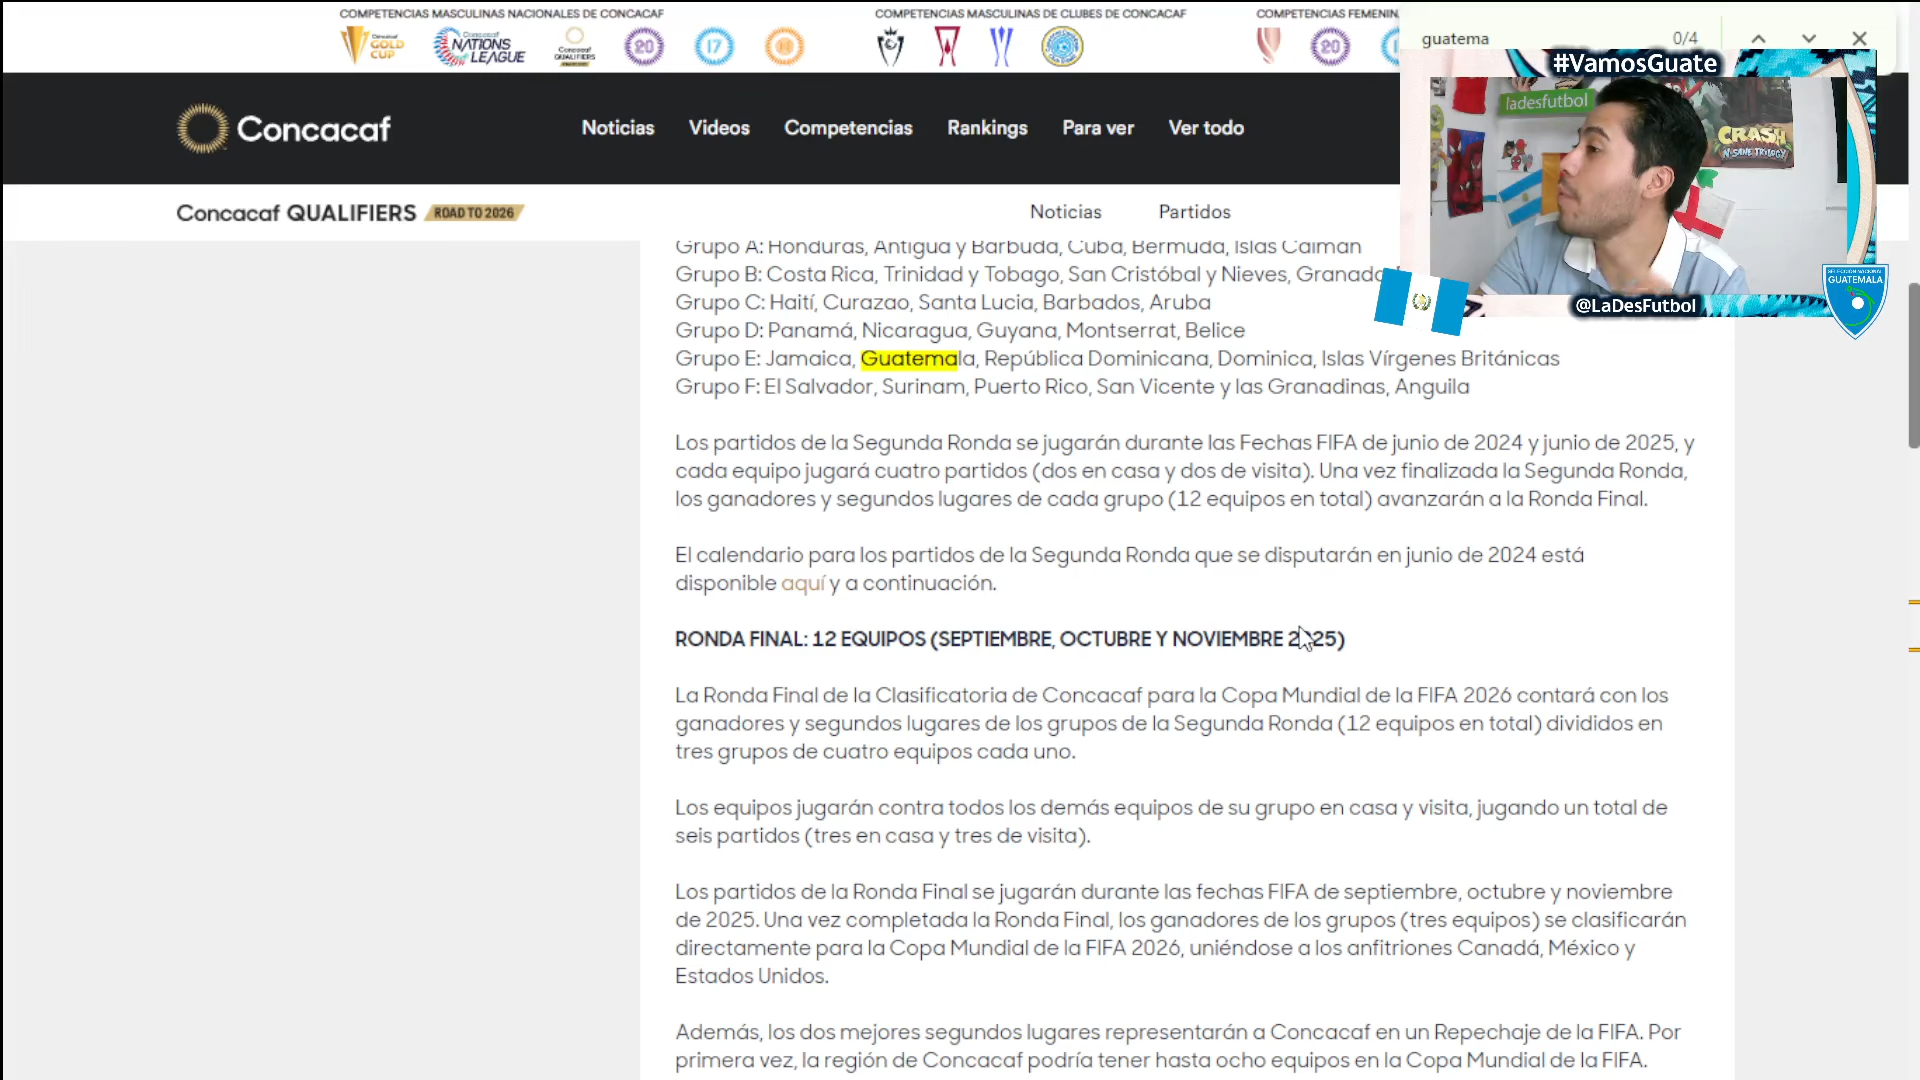 COMPETENCIAS MASCULINAS NACIONALES DE CONCACAF
COMPETENCIAS MASCULINAS DE CLUBES DE CONCACAF
COMPETENCIAS FEMENIN
Concacaf GOLD CUP
Concacaf NATIONS LEAGUE
Concacaf QUALIFIERS
20
17
20
guatema
0/4
#VamosGuate
Concacaf
Noticias
Videos
Competencias
Rankings
Para ver
Ver todo
ladesfutbol
CRASH
N. SANE TRILOGY
Concacaf QUALIFIERS ROAD TO 2026
Noticias
Partidos
SELECCIÓN NACIONAL
GUATEMALA
@LaDesFutbol
Grupo A: Honduras, Antigua y Barbuda, Cuba, Bermuda, Islas Caimán
Grupo B: Costa Rica, Trinidad y Tobago, San Cristóbal y Nieves, Granada
Grupo C: Haití, Curazao, Santa Lucia, Barbados, Aruba
Grupo D: Panamá, Nicaragua, Guyana, Montserrat, Belice
Grupo E: Jamaica, Guatemala, República Dominicana, Dominica, Islas Vírgenes Británicas
Grupo F: El Salvador, Surinam, Puerto Rico, San Vicente y las Granadinas, Anguila
Los partidos de la Segunda Ronda se jugarán durante las Fechas FIFA de junio de 2024 y junio de 2025, y
cada equipo jugará cuatro partidos (dos en casa y dos de visita). Una vez finalizada la Segunda Ronda,
los ganadores y segundos lugares de cada grupo (12 equipos en total) avanzarán a la Ronda Final.
El calendario para los partidos de la Segunda Ronda que se disputarán en junio de 2024 está
disponible aquí y a continuación.
RONDA FINAL: 12 EQUIPOS (SEPTIEMBRE, OCTUBRE Y NOVIEMBRE 2025)
La Ronda Final de la Clasificatoria de Concacaf para la Copa Mundial de la FIFA 2026 contará con los
ganadores y segundos lugares de los grupos de la Segunda Ronda (12 equipos en total) divididos en
tres grupos de cuatro equipos cada uno.
Los equipos jugarán contra todos los demás equipos de su grupo en casa y visita, jugando un total de
seis partidos (tres en casa y tres de visita).
Los partidos de la Ronda Final se jugarán durante las fechas FIFA de septiembre, octubre y noviembre
de 2025. Una vez completada la Ronda Final, los ganadores de los grupos (tres equipos) se clasificarán
directamente para la Copa Mundial de la FIFA 2026, uniéndose a los anfitriones Canadá, México y
Estados Unidos.
Además, los dos mejores segundos lugares representarán a Concacaf en un Repechaje de la FIFA. Por
primera vez, la región de Concacaf podría tener hasta ocho equipos en la Copa Mundial de la FIFA.